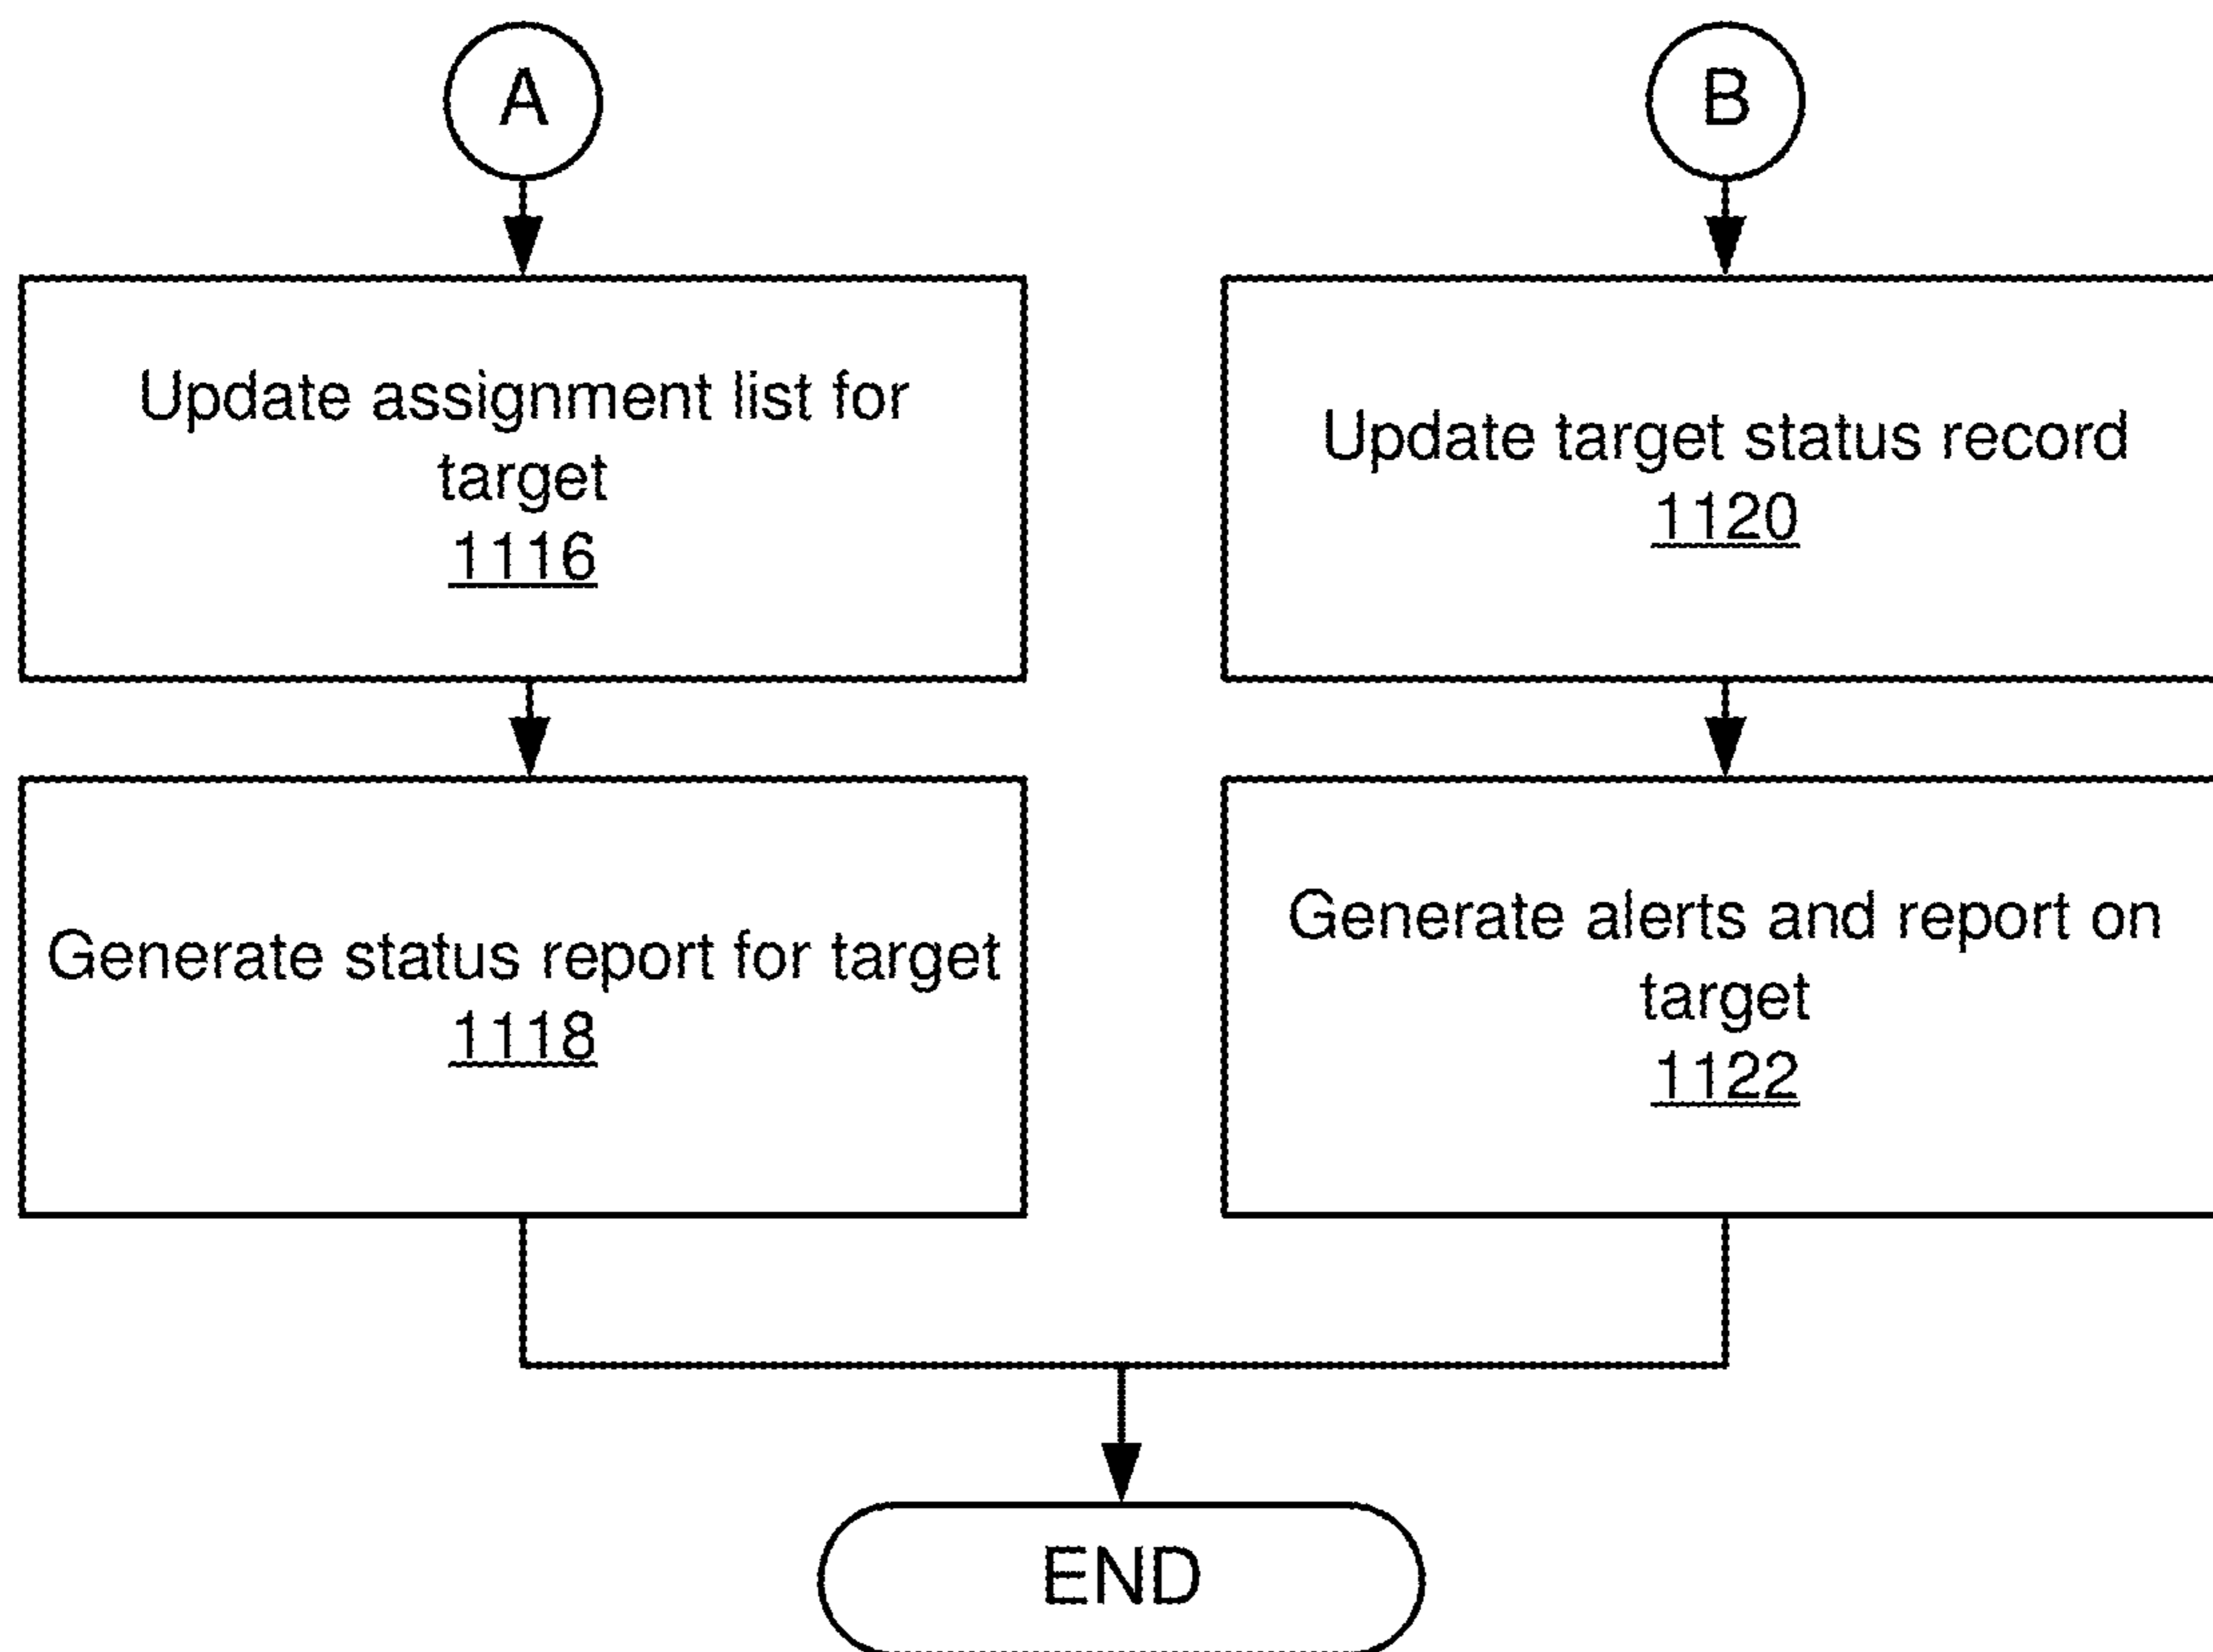 A
B
Update assignment list for
target
1116
Update target status record
1120
Generate status report for target
1118
Generate alerts and report on
target
1122
END